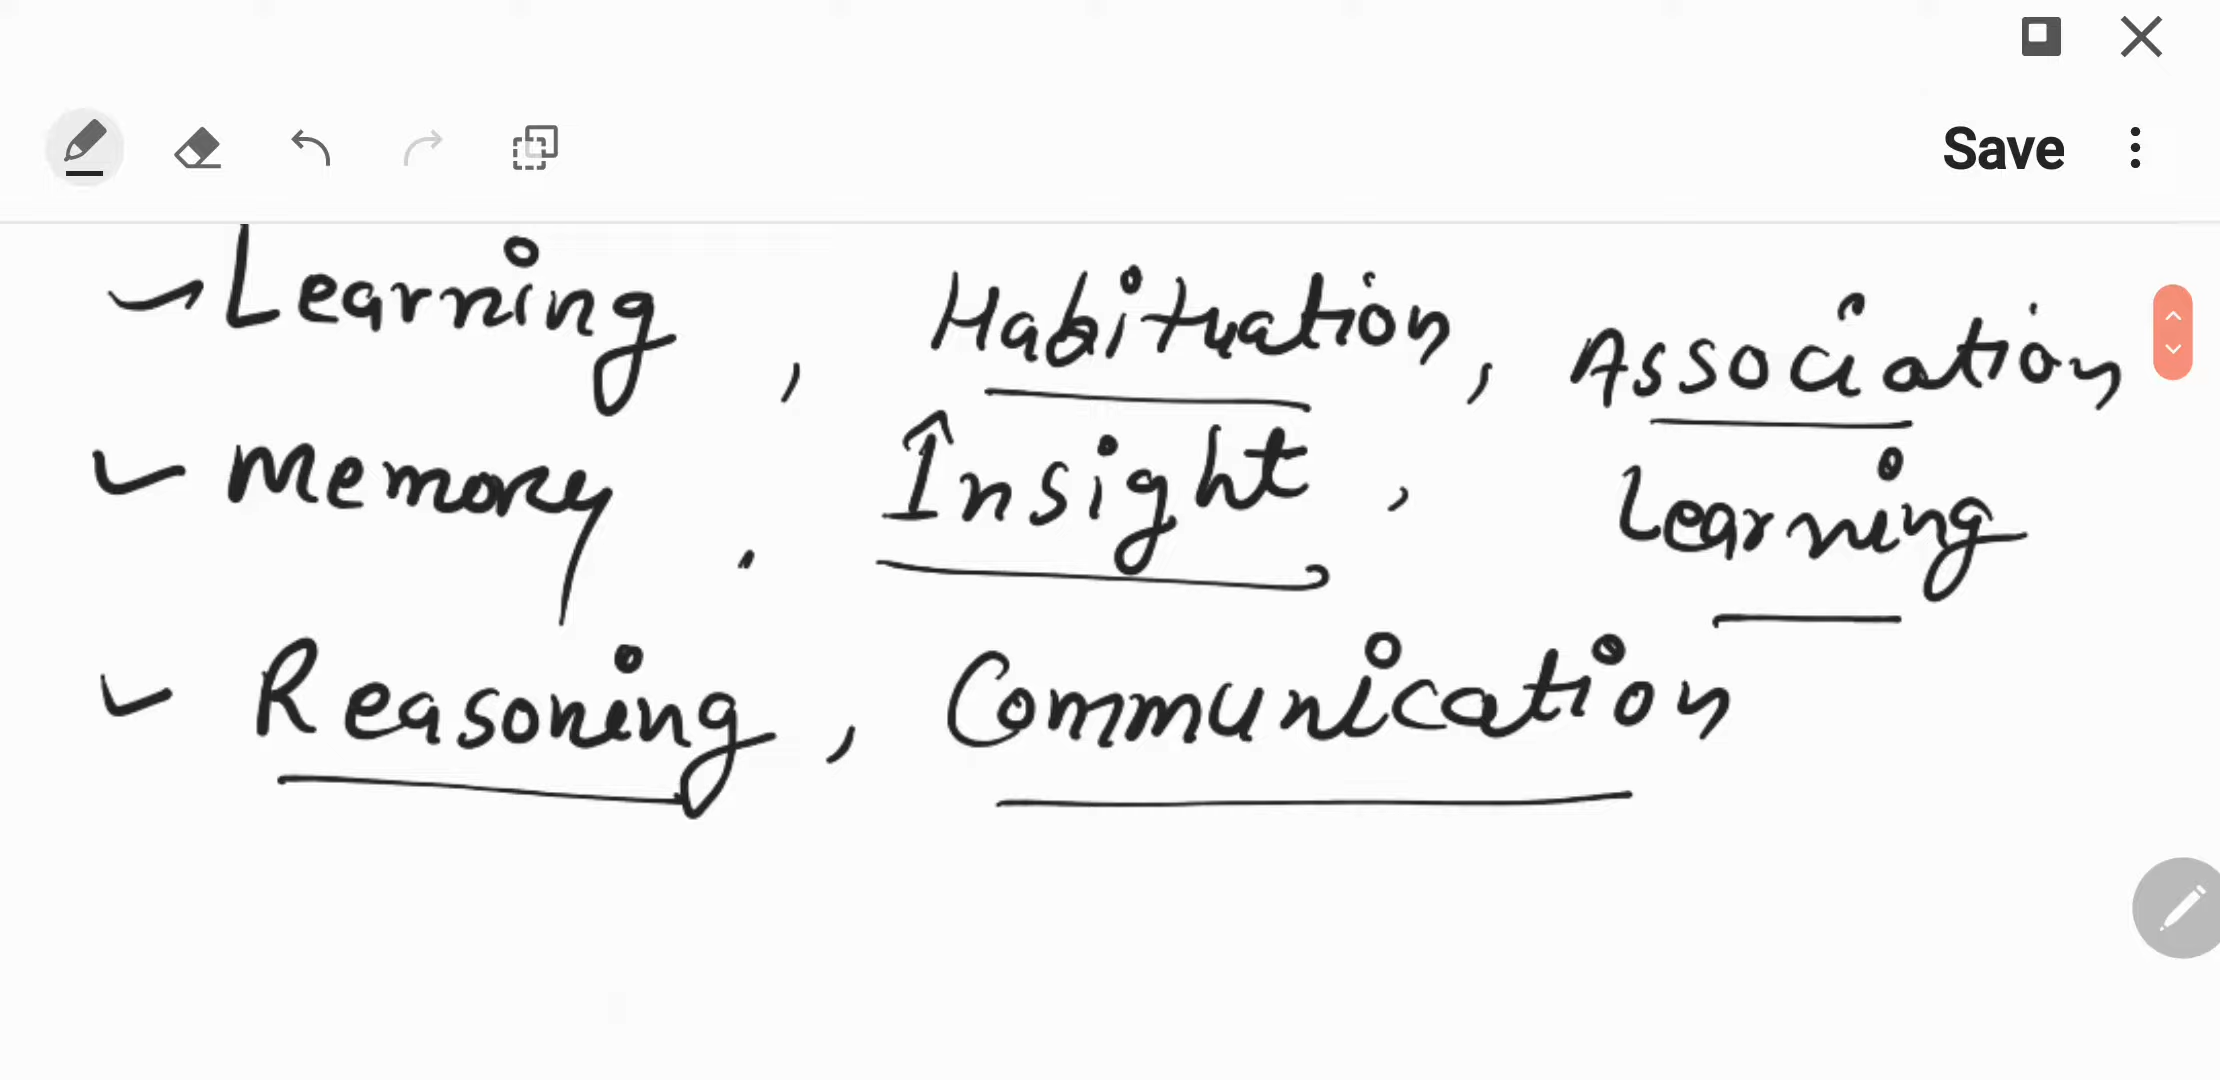 Save
Learning, Habituation, Association
Memory. Insight, Learning
Reasoning, Communication